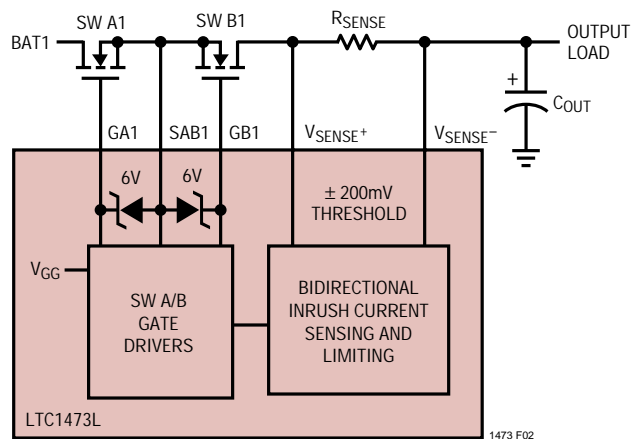 SW A1
SW B1
RSENSE
BAT1
OUTPUT
LOAD
+
COUT
GA1
SAB1
GB1
VSENSE+
VSENSE–
6V
6V
± 200mV
THRESHOLD
VGG
SW A/B
GATE
DRIVERS
BIDIRECTIONAL
INRUSH CURRENT
SENSING AND
LIMITING
LTC1473L
1473 F02